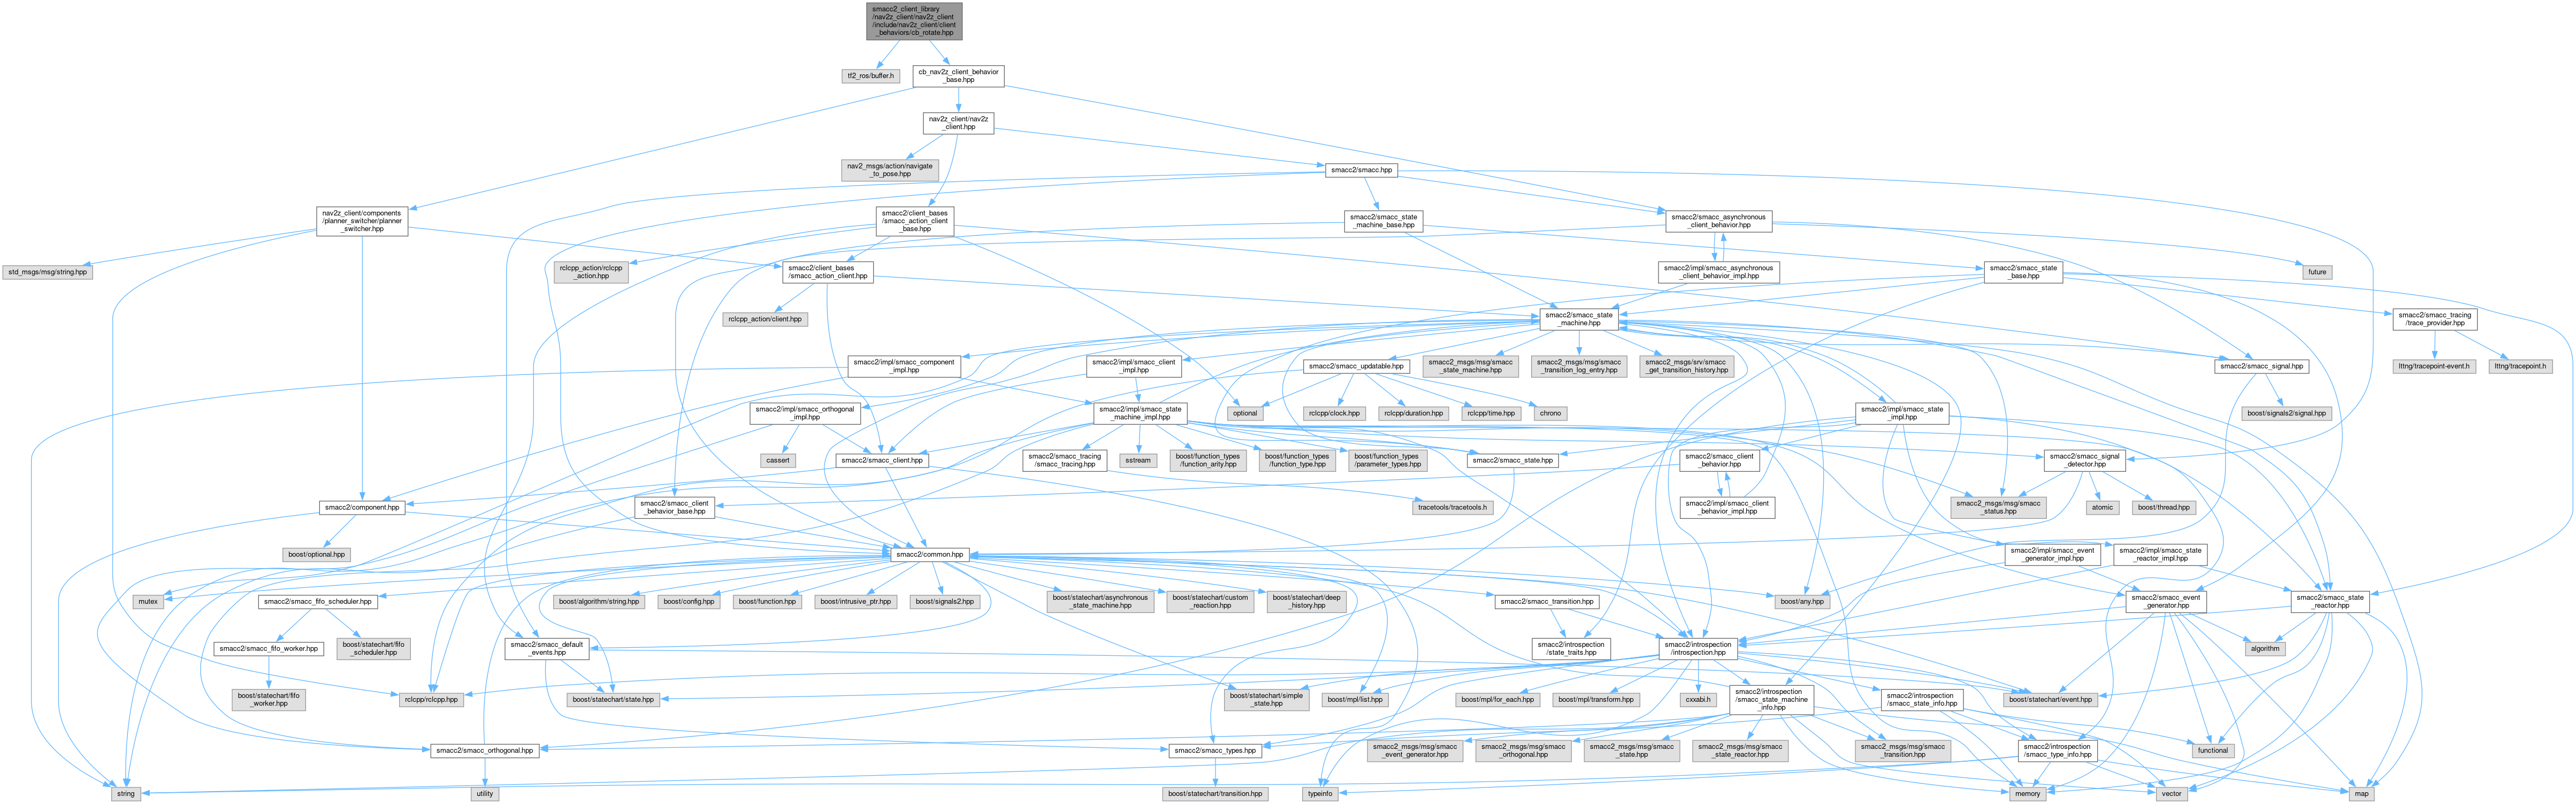 smacc2_client_library
/nav2z_client/nav2z_client
/include/nav2z_client/client
_behaviors/cb_rotate.hpp
tf2_ros/buffer.h
cb_nav2z_client_behavior
_base.hpp
nav2z_client/nav2z
_client.hpp
nav2_msgs/action/navigate
_to_pose.hpp
smacc2/smacc.hpp
nav2z_client/components
/planner_switcher/planner
_switcher.hpp
smacc2/client_bases
/smacc_action_client
_base.hpp
smacc2/smacc_state
_machine_base.hpp
smacc2/smacc_asynchronous
_client_behavior.hpp
std_msgs/msg/string.hpp
rclcpp_action/rclcpp
_action.hpp
smacc2/client_bases
/smacc_action_client.hpp
smacc2/impl/smacc_asynchronous
_client_behavior_impl.hpp
smacc2/smacc_state
_base.hpp
future
rclcpp_action/client.hpp
smacc2/smacc_state
_machine.hpp
smacc2/smacc_tracing
/trace_provider.hpp
smacc2/impl/smacc_component
_impl.hpp
smacc2/impl/smacc_client
_impl.hpp
smacc2/smacc_updatable.hpp
smacc2_msgs/msg/smacc
_state_machine.hpp
smacc2_msgs/msg/smacc
_transition_log_entry.hpp
smacc2_msgs/srv/smacc
_get_transition_history.hpp
smacc2/smacc_signal.hpp
lttng/tracepoint-event.h
lttng/tracepoint.h
smacc2/impl/smacc_orthogonal
_impl.hpp
smacc2/impl/smacc_state
_machine_impl.hpp
optional
rclcpp/clock.hpp
rclcpp/duration.hpp
rclcpp/time.hpp
chrono
smacc2/impl/smacc_state
_impl.hpp
boost/signals2/signal.hpp
cassert
smacc2/smacc_client.hpp
smacc2/smacc_tracing
/smacc_tracing.hpp
sstream
boost/function_types
/function_arity.hpp
boost/function_types
/function_type.hpp
boost/function_types
/parameter_types.hpp
smacc2/smacc_state.hpp
smacc2/smacc_client
_behavior.hpp
smacc2/smacc_signal
_detector.hpp
smacc2/component.hpp
smacc2/smacc_client
_behavior_base.hpp
tracetools/tracetools.h
smacc2/impl/smacc_client
_behavior_impl.hpp
smacc2_msgs/msg/smacc
_status.hpp
atomic
boost/thread.hpp
boost/optional.hpp
smacc2/common.hpp
smacc2/impl/smacc_event
_generator_impl.hpp
smacc2/impl/smacc_state
_reactor_impl.hpp
mutex
smacc2/smacc_fifo_scheduler.hpp
boost/algorithm/string.hpp
boost/config.hpp
boost/function.hpp
boost/intrusive_ptr.hpp
boost/signals2.hpp
boost/statechart/asynchronous
_state_machine.hpp
boost/statechart/custom
_reaction.hpp
boost/statechart/deep
_history.hpp
smacc2/smacc_transition.hpp
boost/any.hpp
smacc2/smacc_event
_generator.hpp
smacc2/smacc_state
_reactor.hpp
smacc2/smacc_fifo_worker.hpp
boost/statechart/fifo
_scheduler.hpp
smacc2/smacc_default
_events.hpp
smacc2/introspection
/state_traits.hpp
smacc2/introspection
/introspection.hpp
algorithm
boost/statechart/fifo
_worker.hpp
rclcpp/rclcpp.hpp
boost/statechart/state.hpp
boost/statechart/simple
_state.hpp
boost/mpl/list.hpp
boost/mpl/for_each.hpp
boost/mpl/transform.hpp
cxxabi.h
smacc2/introspection
/smacc_state_machine
_info.hpp
smacc2/introspection
/smacc_state_info.hpp
boost/statechart/event.hpp
smacc2/smacc_orthogonal.hpp
smacc2/smacc_types.hpp
smacc2_msgs/msg/smacc
_event_generator.hpp
smacc2_msgs/msg/smacc
_orthogonal.hpp
smacc2_msgs/msg/smacc
_state.hpp
smacc2_msgs/msg/smacc
_state_reactor.hpp
smacc2_msgs/msg/smacc
_transition.hpp
smacc2/introspection
/smacc_type_info.hpp
functional
string
utility
boost/statechart/transition.hpp
typeinfo
memory
vector
map